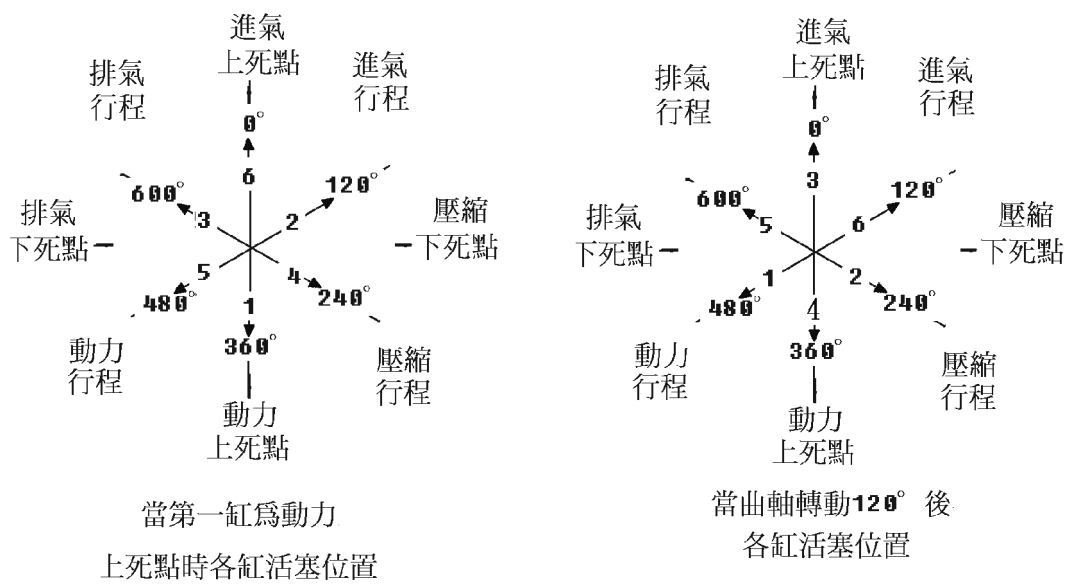 進氣
上死點
排氣
行程
進氣
行程
0°
6
600°
3
2
120°
排氣
下死點
壓縮
下死點
5
4
480°
1
240°
動力
行程
360°
壓縮
行程
動力
上死點
當第一缸爲動力
上死點時各缸活塞位置
進氣
上死點
排氣
行程
進氣
行程
0°
3
600°
5
6
120°
排氣
下死點
壓縮
下死點
1
2
480°
4
240°
動力
行程
360°
壓縮
行程
動力
上死點
當曲軸轉動120° 後
各缸活塞位置